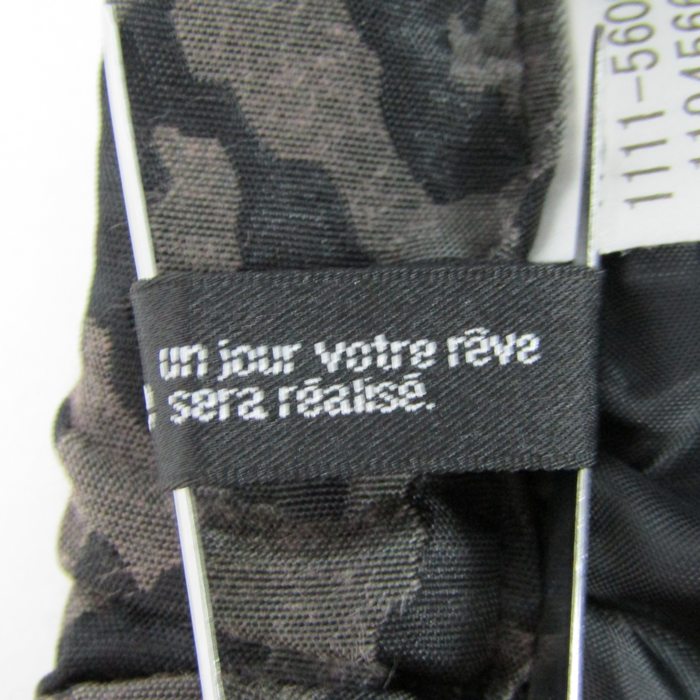 un jour votre rêve
sera réalisé.
1111-560